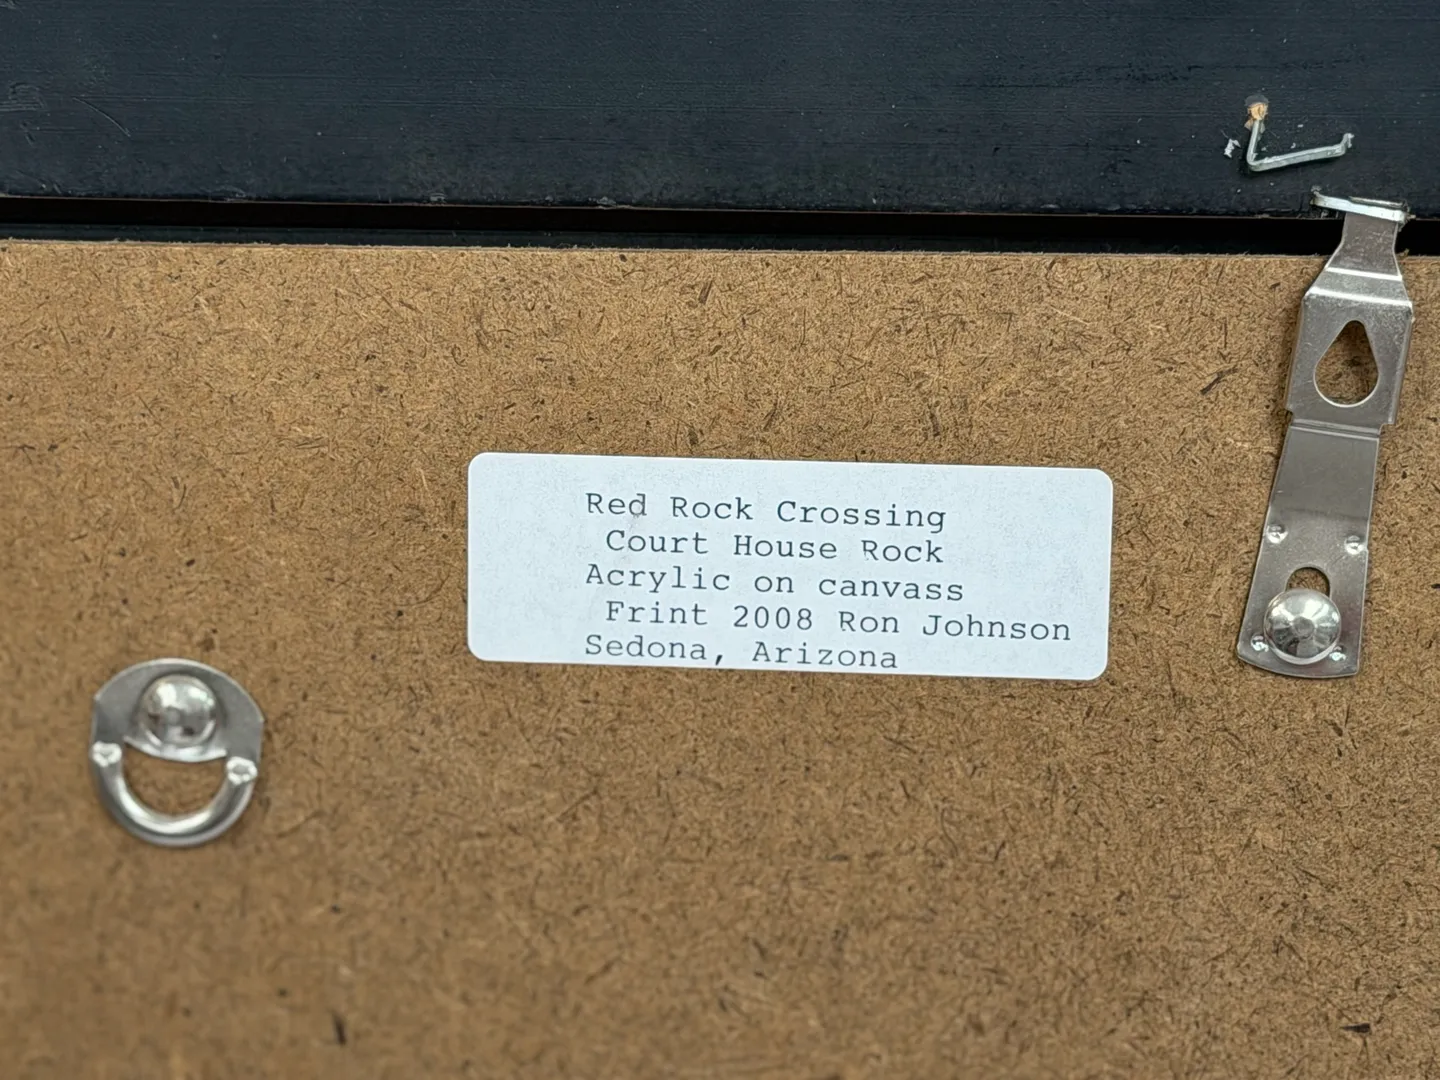 Red Rock Crossing
Court House Rock
Acrylic on canvass
Frint 2008 Ron Johnson
Sedona, Arizona